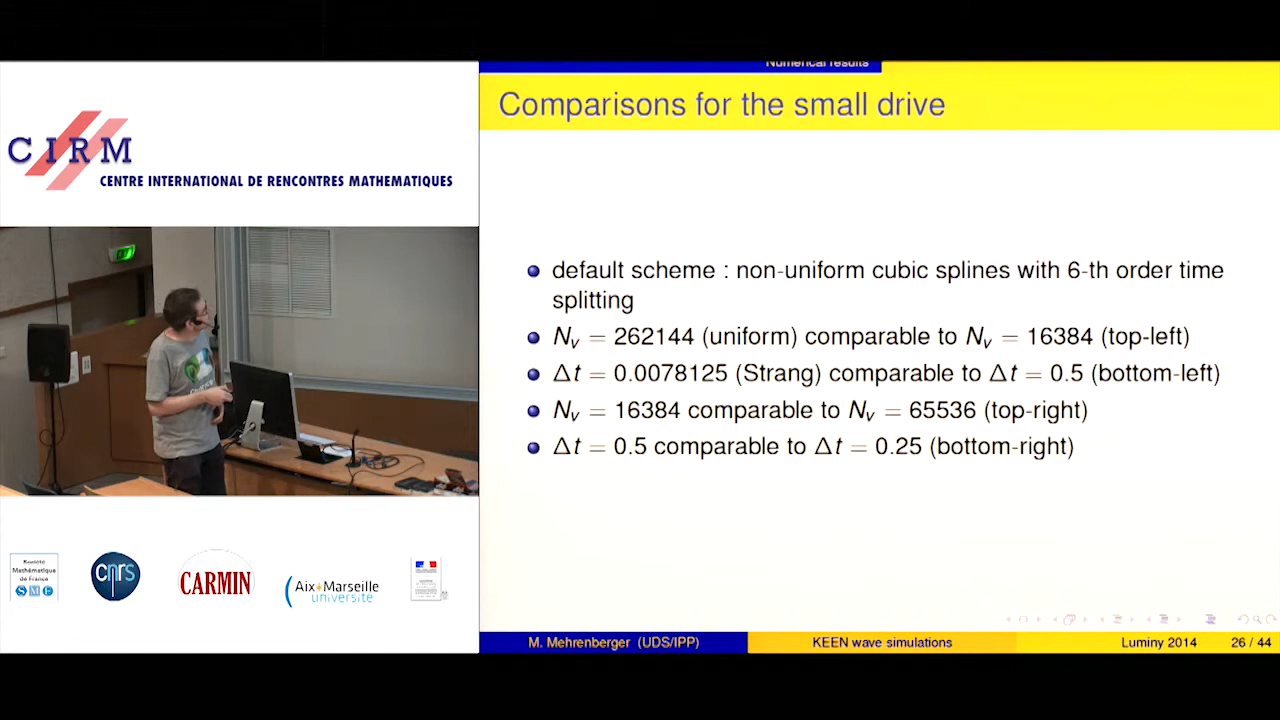 CIRM
CENTRE INTERNATIONAL DE RENCONTRES MATHEMATIQUES
Numerical results
Comparisons for the small drive
default scheme : non-uniform cubic splines with 6-th order time
splitting
N_v = 262144 (uniform) comparable to N_v = 16384 (top-left)
Δt = 0.0078125 (Strang) comparable to Δt = 0.5 (bottom-left)
N_v = 16384 comparable to N_v = 65536 (top-right)
Δt = 0.5 comparable to Δt = 0.25 (bottom-right)
Société
Mathématique
de France
SMF
cnrs
CARMIN
Aix*Marseille
université
M. Mehrenberger (UDS/IPP)
KEEN wave simulations
Luminy 2014
26 / 44